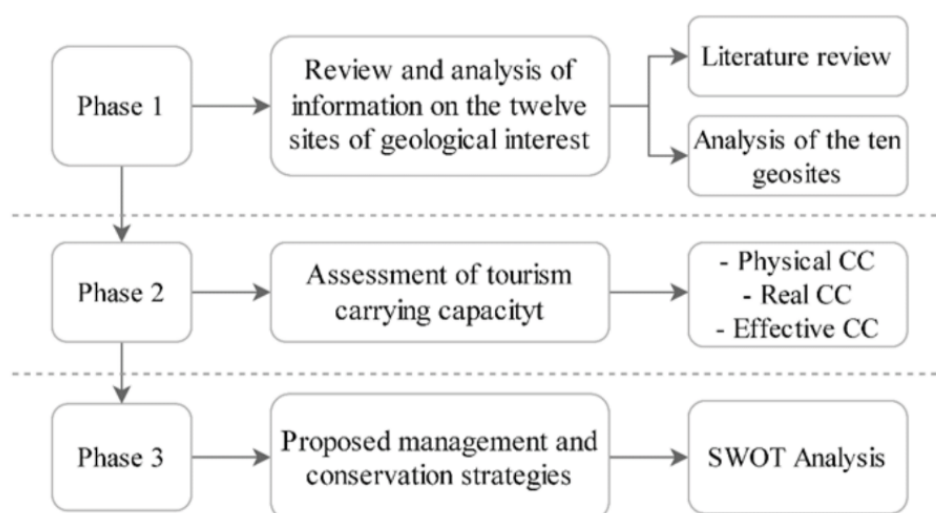 Phase 1
Review and analysis of
information on the twelve
sites of geological interest
Literature review
Analysis of the ten
geosites
Phase 2
Assessment of tourism
carrying capacityt
- Physical CC
- Real CC
- Effective CC
Phase 3
Proposed management and
conservation strategies
SWOT Analysis